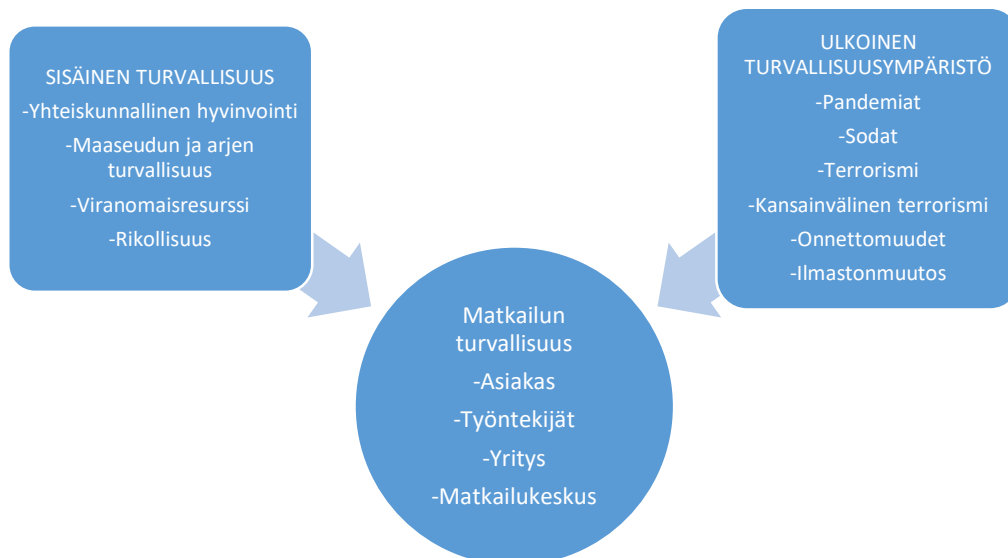 SISÄINEN TURVALLISUUS
-Yhteiskunnallinen hyvinvointi
-Maaseudun ja arjen
turvallisuus
-Viranomaisresurssi
-Rikollisuus
ULKOINEN
TURVALLISUUSYMPÄRISTÖ
-Pandemiat
-Sodat
-Terrorismi
-Kansainvälinen terrorismi
-Onnettomuudet
-Ilmastonmuutos
Matkailun
turvallisuus
-Asiakas
-Työntekijät
-Yritys
-Matkailukeskus